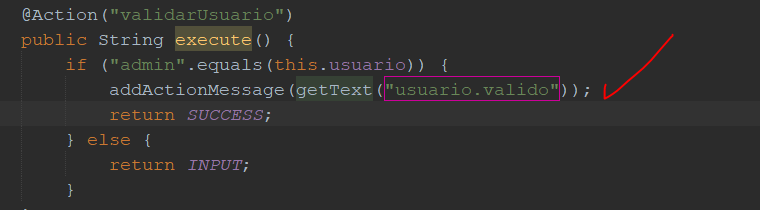 @Action("validarUsuario")
public String execute() {
if ("admin".equals(this.usuario)) {
addActionMessage(getText("usuario.valido"));
return SUCCESS;
} else {
return INPUT;
}